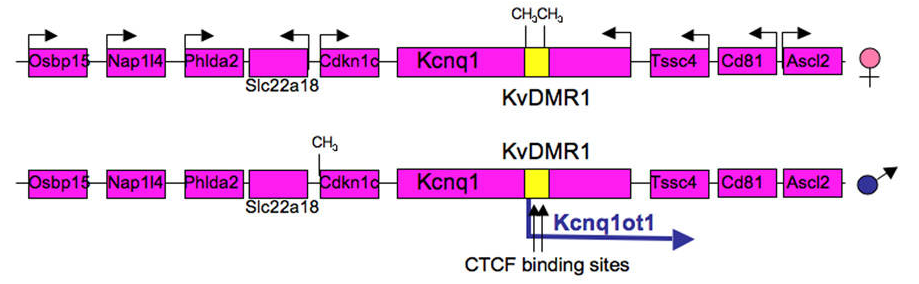 CH₃CH₃
Osbp15 Nap1l4 Phlda2 Cdkn1c Kcnq1 Tssc4 Cd81 Ascl2
Slc22a18
KvDMR1
CH₃
KvDMR1
Osbp15 Nap1l4 Phlda2 Cdkn1c Kcnq1 Tssc4 Cd81 Ascl2
Slc22a18
Kcnq1ot1
CTCF binding sites